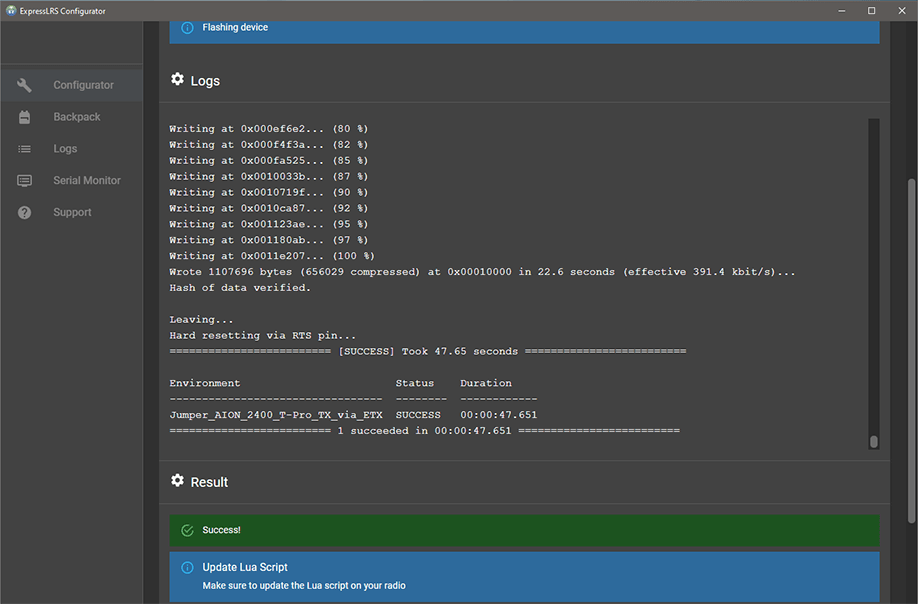 ExpressLRS Configurator
Flashing device
Configurator
Backpack
Logs
Serial Monitor
Support
Logs
Writing at 0x000ef6e2... (80 %)
Writing at 0x000f4f3a... (82 %)
Writing at 0x000fa525... (85 %)
Writing at 0x0010033b... (87 %)
Writing at 0x0010719f... (90 %)
Writing at 0x0010ca87... (92 %)
Writing at 0x001123ae... (95 %)
Writing at 0x001180ab... (97 %)
Writing at 0x0011e207... (100 %)
Wrote 1107696 bytes (656029 compressed) at 0x00010000 in 22.6 seconds (effective 391.4 kbit/s)...
Hash of data verified.
Leaving...
Hard resetting via RTS pin...
========================= [SUCCESS] Took 47.65 seconds =========================
Environment Status Duration
--------------------------------- -------- ------------
Jumper_AION_2400_T-Pro_TX_via_ETX SUCCESS 00:00:47.651
========================= 1 succeeded in 00:00:47.651 =========================
Result
Success!
Update Lua Script
Make sure to update the Lua script on your radio